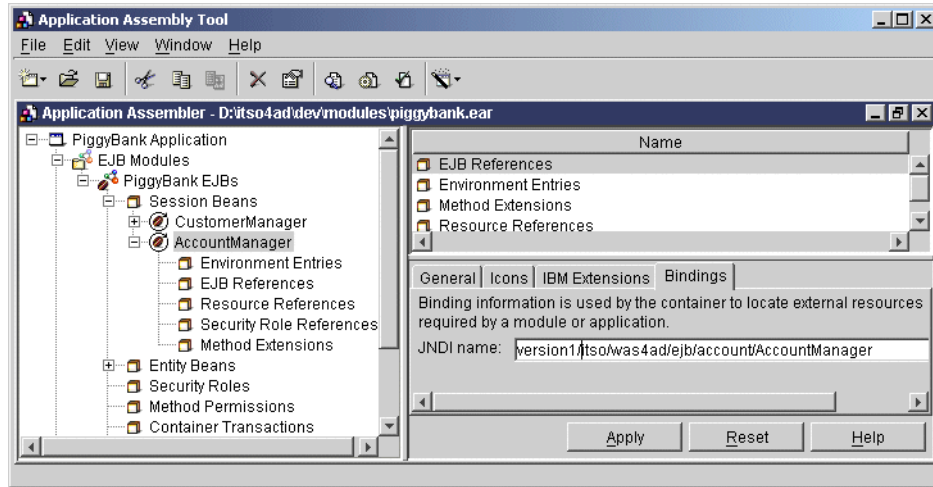 Application Assembly Tool
File Edit View Window Help
Application Assembler - D:\itso4ad\dev\modules\piggybank.ear
PiggyBank Application
EJB Modules
PiggyBank EJBs
Session Beans
CustomerManager
AccountManager
Environment Entries
EJB References
Resource References
Security Role References
Method Extensions
Entity Beans
Security Roles
Method Permissions
Container Transactions
Name
EJB References
Environment Entries
Method Extensions
Resource References
General Icons IBM Extensions Bindings
Binding information is used by the container to locate external resources
required by a module or application.
JNDI name: version1/itso/was4ad/ejb/account/AccountManager
Apply Reset Help